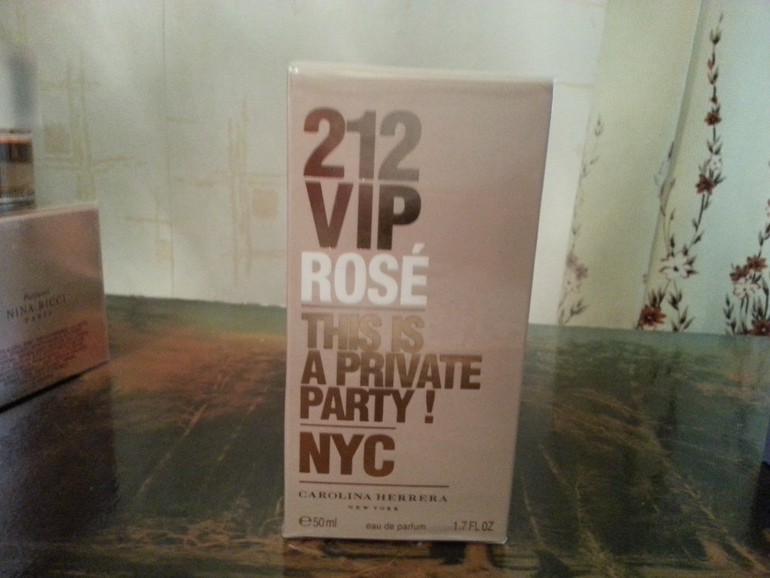 212
VIP
ROSÉ
THIS IS
A PRIVATE
PARTY !
NYC
CAROLINA HERRERA
NEW YORK
℮50ml eau de parfum 1.7 FL OZ
Parfums
NINA RICCI
PARIS